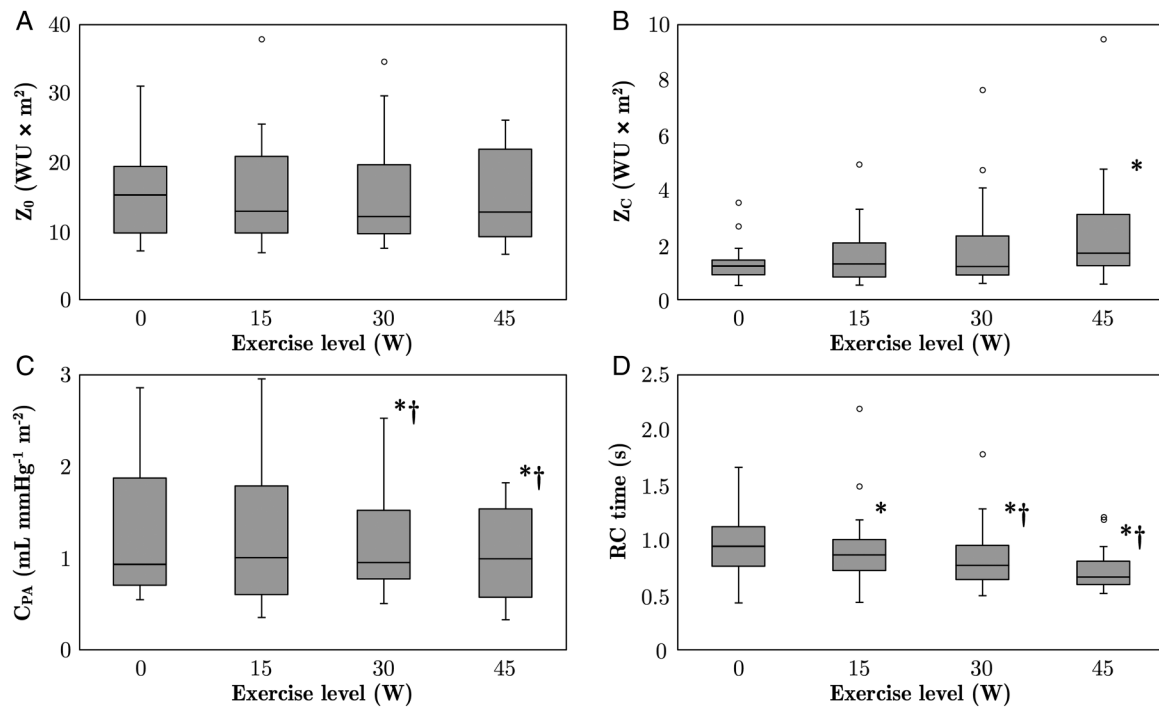 A
Z₀ (WU × m²)
40
30
20
10
0
0 15 30 45
Exercise level (W)
B
Z_C (WU × m²)
10
8
6
4
2
0
*
0 15 30 45
Exercise level (W)
C
C_PA (mL mmHg⁻¹ m⁻²)
3
2
1
0
*†
*†
0 15 30 45
Exercise level (W)
D
RC time (s)
2.5
2.0
1.5
1.0
0.5
0
*
*†
*†
0 15 30 45
Exercise level (W)